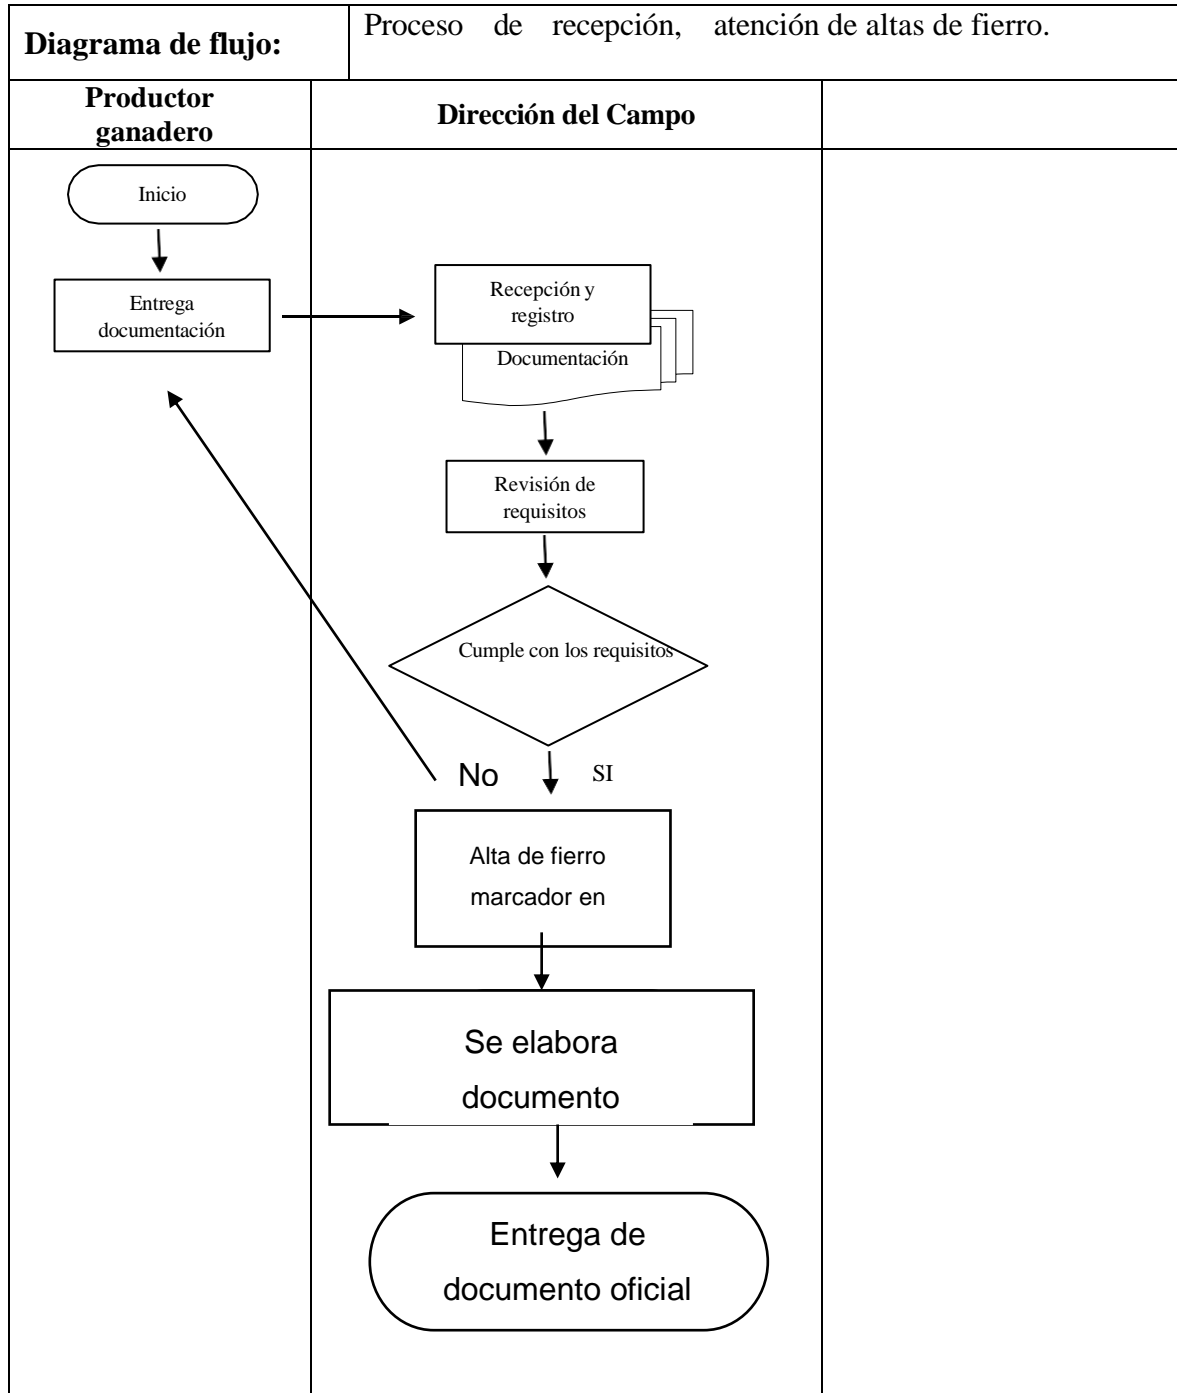 Diagrama de flujo:
Proceso de recepción, atención de altas de fierro.
Productor
ganadero
Dirección del Campo
Inicio
Entrega
documentación
Recepción y
registro
Documentación
Revisión de
requisitos
Cumple con los requisitos
No
SI
Alta de fierro
marcador en
Se elabora
documento
Entrega de
documento oficial